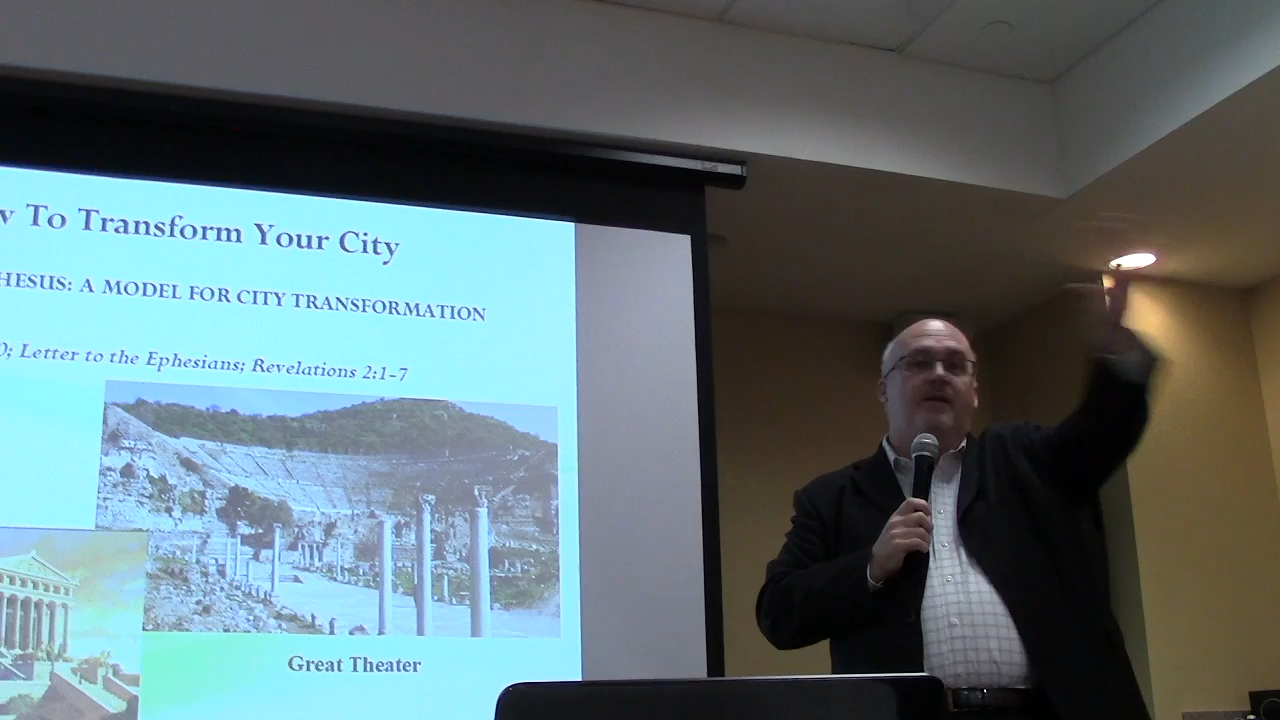 To Transform Your City
HESUS: A MODEL FOR CITY TRANSFORMATION
0; Letter to the Ephesians; Revelations 2:1-7
Great Theater